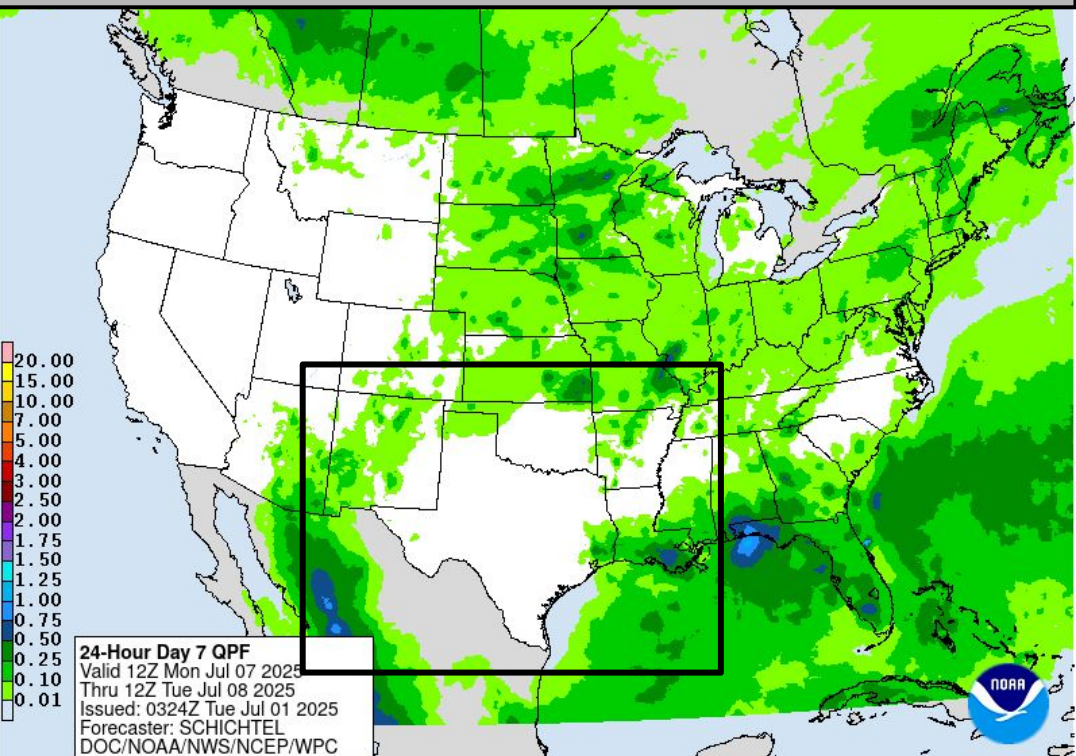 20.00
15.00
10.00
7.00
5.00
4.00
3.00
2.50
2.00
1.75
1.50
1.25
1.00
0.75
0.50
0.25
0.10
0.01
24-Hour Day 7 QPF
Valid 12Z Mon Jul 07 2025
Thru 12Z Tue Jul 08 2025
Issued: 0324Z Tue Jul 01 2025
Forecaster: SCHICHTEL
DOC/NOAA/NWS/NCEP/WPC
NOAA